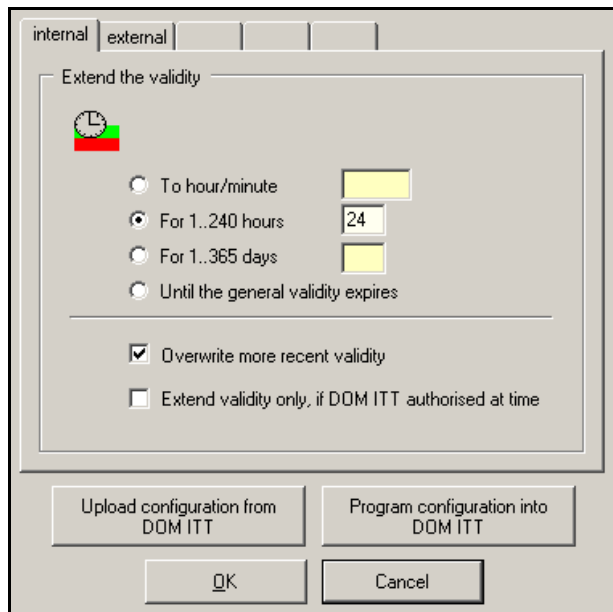 internal external
Extend the validity
To hour/minute
For 1..240 hours 24
For 1..365 days
Until the general validity expires
Overwrite more recent validity
Extend validity only, if DOM ITT authorised at time
Upload configuration from
DOM ITT
Program configuration into
DOM ITT
OK Cancel